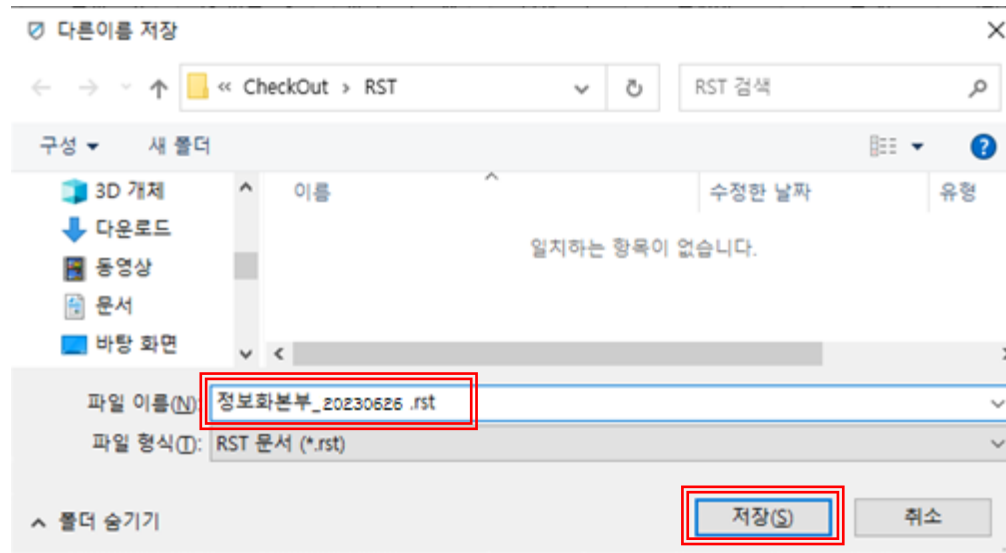 다른이름 저장
« CheckOut › RST
RST 검색
구성
새 폴더
3D 개체
다운로드
동영상
문서
바탕 화면
이름
수정한 날짜
유형
일치하는 항목이 없습니다.
파일 이름(N): 정보화본부_20230626 .rst
파일 형식(T): RST 문서 (*.rst)
폴더 숨기기
저장(S)
취소